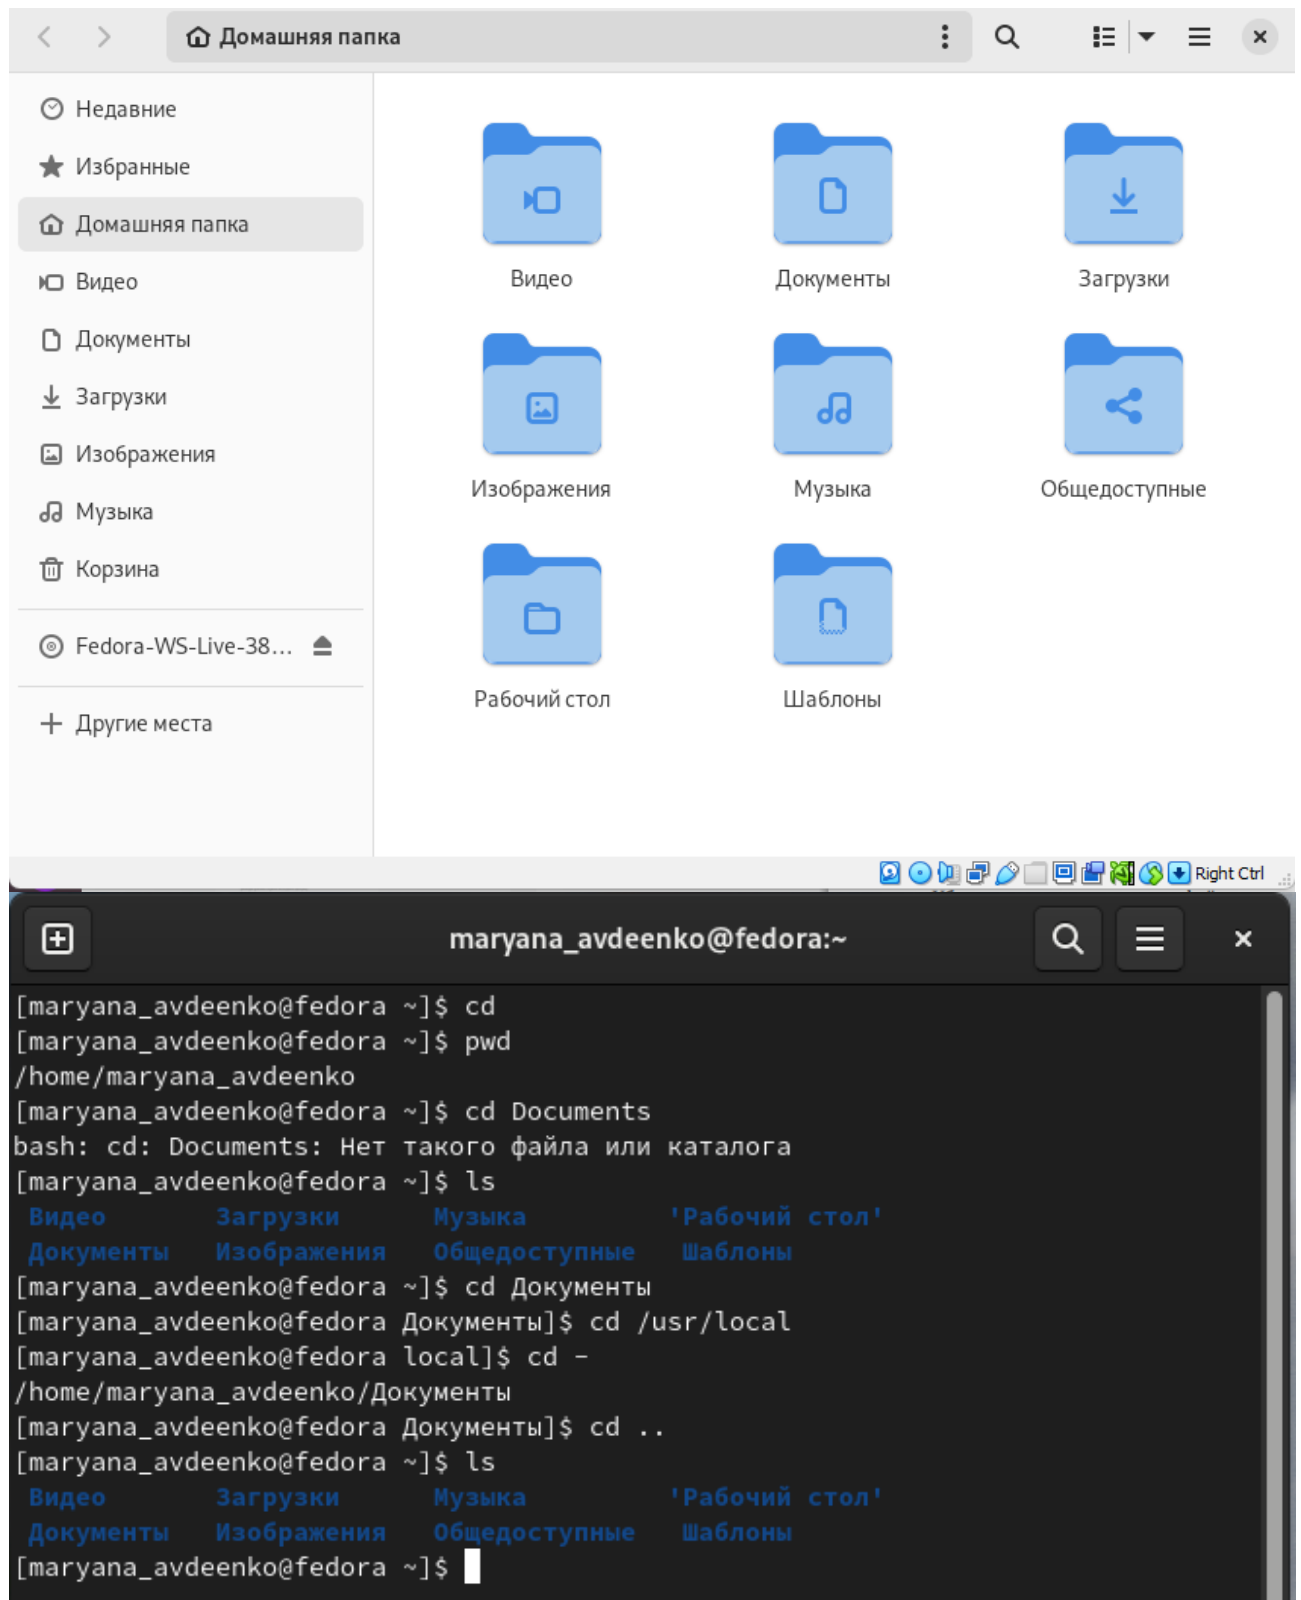 Домашняя папка
Недавние
Избранные
Домашняя папка
Видео
Документы
Загрузки
Изображения
Музыка
Корзина
Fedora-WS-Live-38...
Другие места
Видео Документы Загрузки
Изображения Музыка Общедоступные
Рабочий стол Шаблоны
Right Ctrl
maryana_avdeenko@fedora:~
[maryana_avdeenko@fedora ~]$ cd
[maryana_avdeenko@fedora ~]$ pwd
/home/maryana_avdeenko
[maryana_avdeenko@fedora ~]$ cd Documents
bash: cd: Documents: Нет такого файла или каталога
[maryana_avdeenko@fedora ~]$ ls
Видео Загрузки Музыка 'Рабочий стол'
Документы Изображения Общедоступные Шаблоны
[maryana_avdeenko@fedora ~]$ cd Документы
[maryana_avdeenko@fedora Документы]$ cd /usr/local
[maryana_avdeenko@fedora local]$ cd -
/home/maryana_avdeenko/Документы
[maryana_avdeenko@fedora Документы]$ cd ..
[maryana_avdeenko@fedora ~]$ ls
Видео Загрузки Музыка 'Рабочий стол'
Документы Изображения Общедоступные Шаблоны
[maryana_avdeenko@fedora ~]$